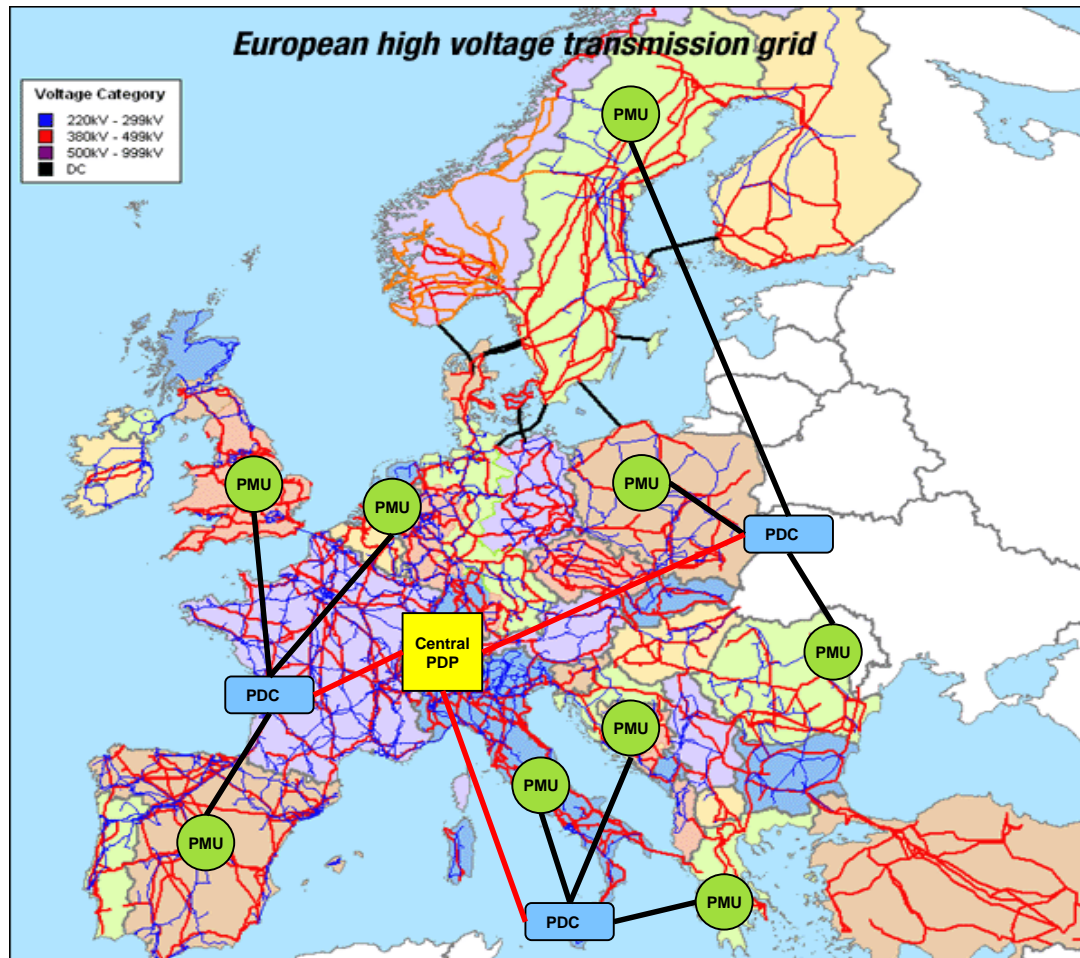 European high voltage transmission grid
Voltage Category
220kV - 299kV
380kV - 499kV
500kV - 999kV
DC
PMU
PMU
PMU
PMU
PDC
PMU
Central
PDP
PDC
PMU
PMU
PMU
PDC
PMU